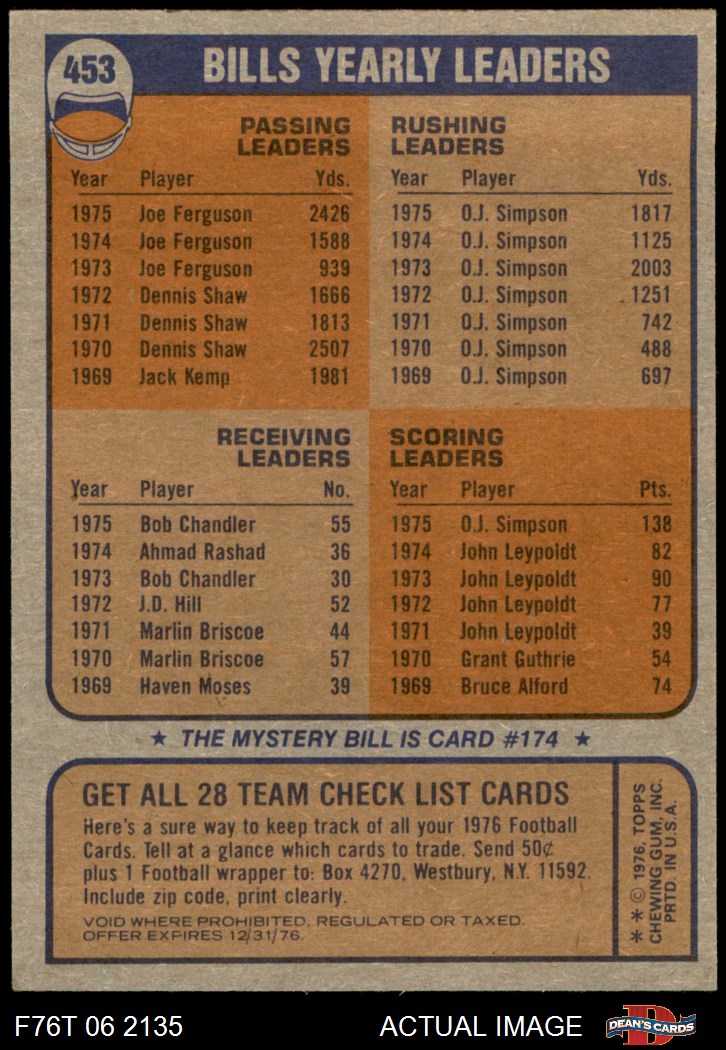 453
BILLS YEARLY LEADERS
PASSING
LEADERS
Year Player Yds.
1975 Joe Ferguson 2426
1974 Joe Ferguson 1588
1973 Joe Ferguson 939
1972 Dennis Shaw 1666
1971 Dennis Shaw 1813
1970 Dennis Shaw 2507
1969 Jack Kemp 1981
RUSHING
LEADERS
Year Player Yds.
1975 O.J. Simpson 1817
1974 O.J. Simpson 1125
1973 O.J. Simpson 2003
1972 O.J. Simpson 1251
1971 O.J. Simpson 742
1970 O.J. Simpson 488
1969 O.J. Simpson 697
RECEIVING
LEADERS
Year Player No.
1975 Bob Chandler 55
1974 Ahmad Rashad 36
1973 Bob Chandler 30
1972 J.D. Hill 52
1971 Marlin Briscoe 44
1970 Marlin Briscoe 57
1969 Haven Moses 39
SCORING
LEADERS
Year Player Pts.
1975 O.J. Simpson 138
1974 John Leypoldt 82
1973 John Leypoldt 90
1972 John Leypoldt 77
1971 John Leypoldt 39
1970 Grant Guthrie 54
1969 Bruce Alford 74
★ THE MYSTERY BILL IS CARD #174 ★
GET ALL 28 TEAM CHECK LIST CARDS
Here's a sure way to keep track of all your 1976 Football
Cards. Tell at a glance which cards to trade. Send 50¢
plus 1 Football wrapper to: Box 4270, Westbury, N.Y. 11592.
Include zip code, print clearly.
VOID WHERE PROHIBITED, REGULATED OR TAXED.
OFFER EXPIRES 12/31/76.
** © 1976, TOPPS
CHEWING GUM, INC.
PRTD. IN U.S.A.
F76T 06 2135
ACTUAL IMAGE
D
DEAN'S CARDS